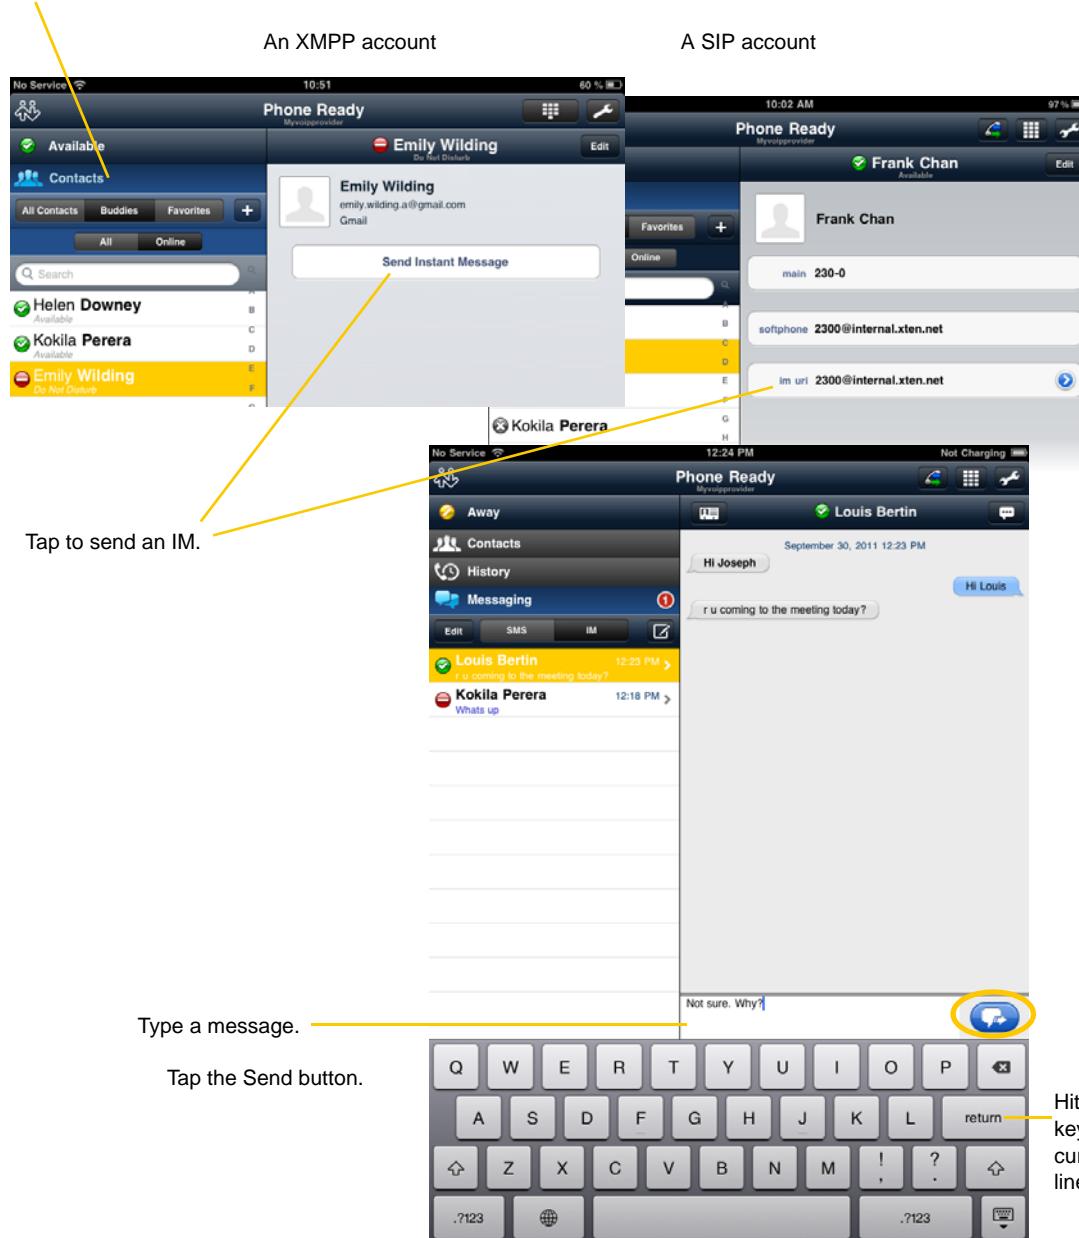 An XMPP account
A SIP account
No Service 10:51 60 %
Phone Ready
Myvoipprovider
Available
Emily Wilding
Do Not Disturb
Edit
Contacts
All Contacts Buddies Favorites +
All Online
Search
Emily Wilding
emily.wilding.a@gmail.com
Gmail
Send Instant Message
Helen Downey
Available
Kokila Perera
Available
Emily Wilding
Do Not Disturb
A
B
C
D
E
F
10:02 AM 97 %
Phone Ready
Myvoipprovider
Frank Chan
Available
Edit
Favorites +
Online
Frank Chan
main 230-0
softphone 2300@internal.xten.net
im uri 2300@internal.xten.net
A
B
C
D
E
F
G
H
Kokila Perera
Tap to send an IM.
No Service 12:24 PM Not Charging
Phone Ready
Myvoipprovider
Away
Louis Bertin
Contacts
History
Messaging 1
Edit SMS IM
Louis Bertin 12:23 PM
r u coming to the meeting today?
Kokila Perera 12:18 PM
Whats up
September 30, 2011 12:23 PM
Hi Joseph
Hi Louis
r u coming to the meeting today?
Not sure. Why?
Type a message.
Tap the Send button.
Q W E R T Y U I O P
A S D F G H J K L return
Z X C V B N M ! , ? .
.?123 .?123
Hit
key
line